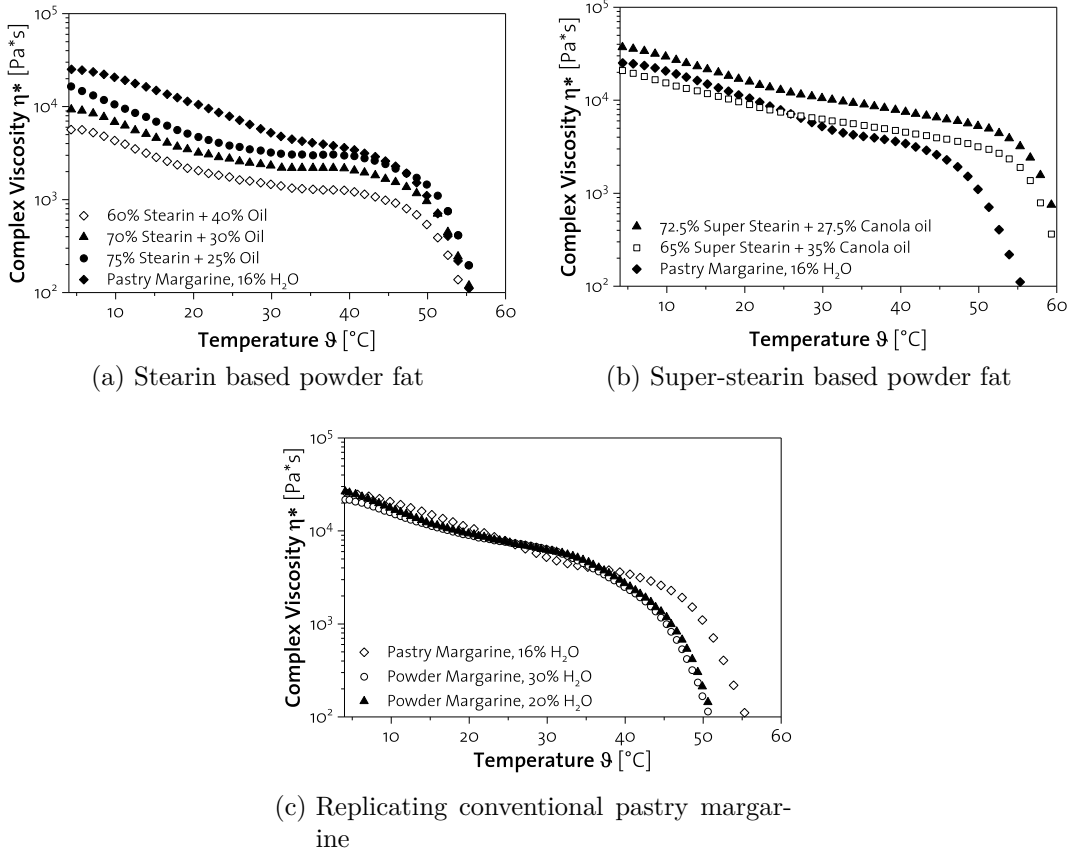 10⁵
10⁴
10³
10²
Complex Viscosity η* [Pa*s]
60% Stearin + 40% Oil
70% Stearin + 30% Oil
75% Stearin + 25% Oil
Pastry Margarine, 16% H₂O
10 20 30 40 50 60
Temperature ϑ [°C]
(a) Stearin based powder fat
10⁵
10⁴
10³
10²
Complex Viscosity η* [Pa*s]
72.5% Super Stearin + 27.5% Canola oil
65% Super Stearin + 35% Canola oil
Pastry Margarine, 16% H₂O
10 20 30 40 50 60
Temperature ϑ [°C]
(b) Super-stearin based powder fat
10⁵
10⁴
10³
10²
Complex Viscosity η* [Pa*s]
Pastry Margarine, 16% H₂O
Powder Margarine, 30% H₂O
Powder Margarine, 20% H₂O
10 20 30 40 50 60
Temperature ϑ [°C]
(c) Replicating conventional pastry margar-
ine